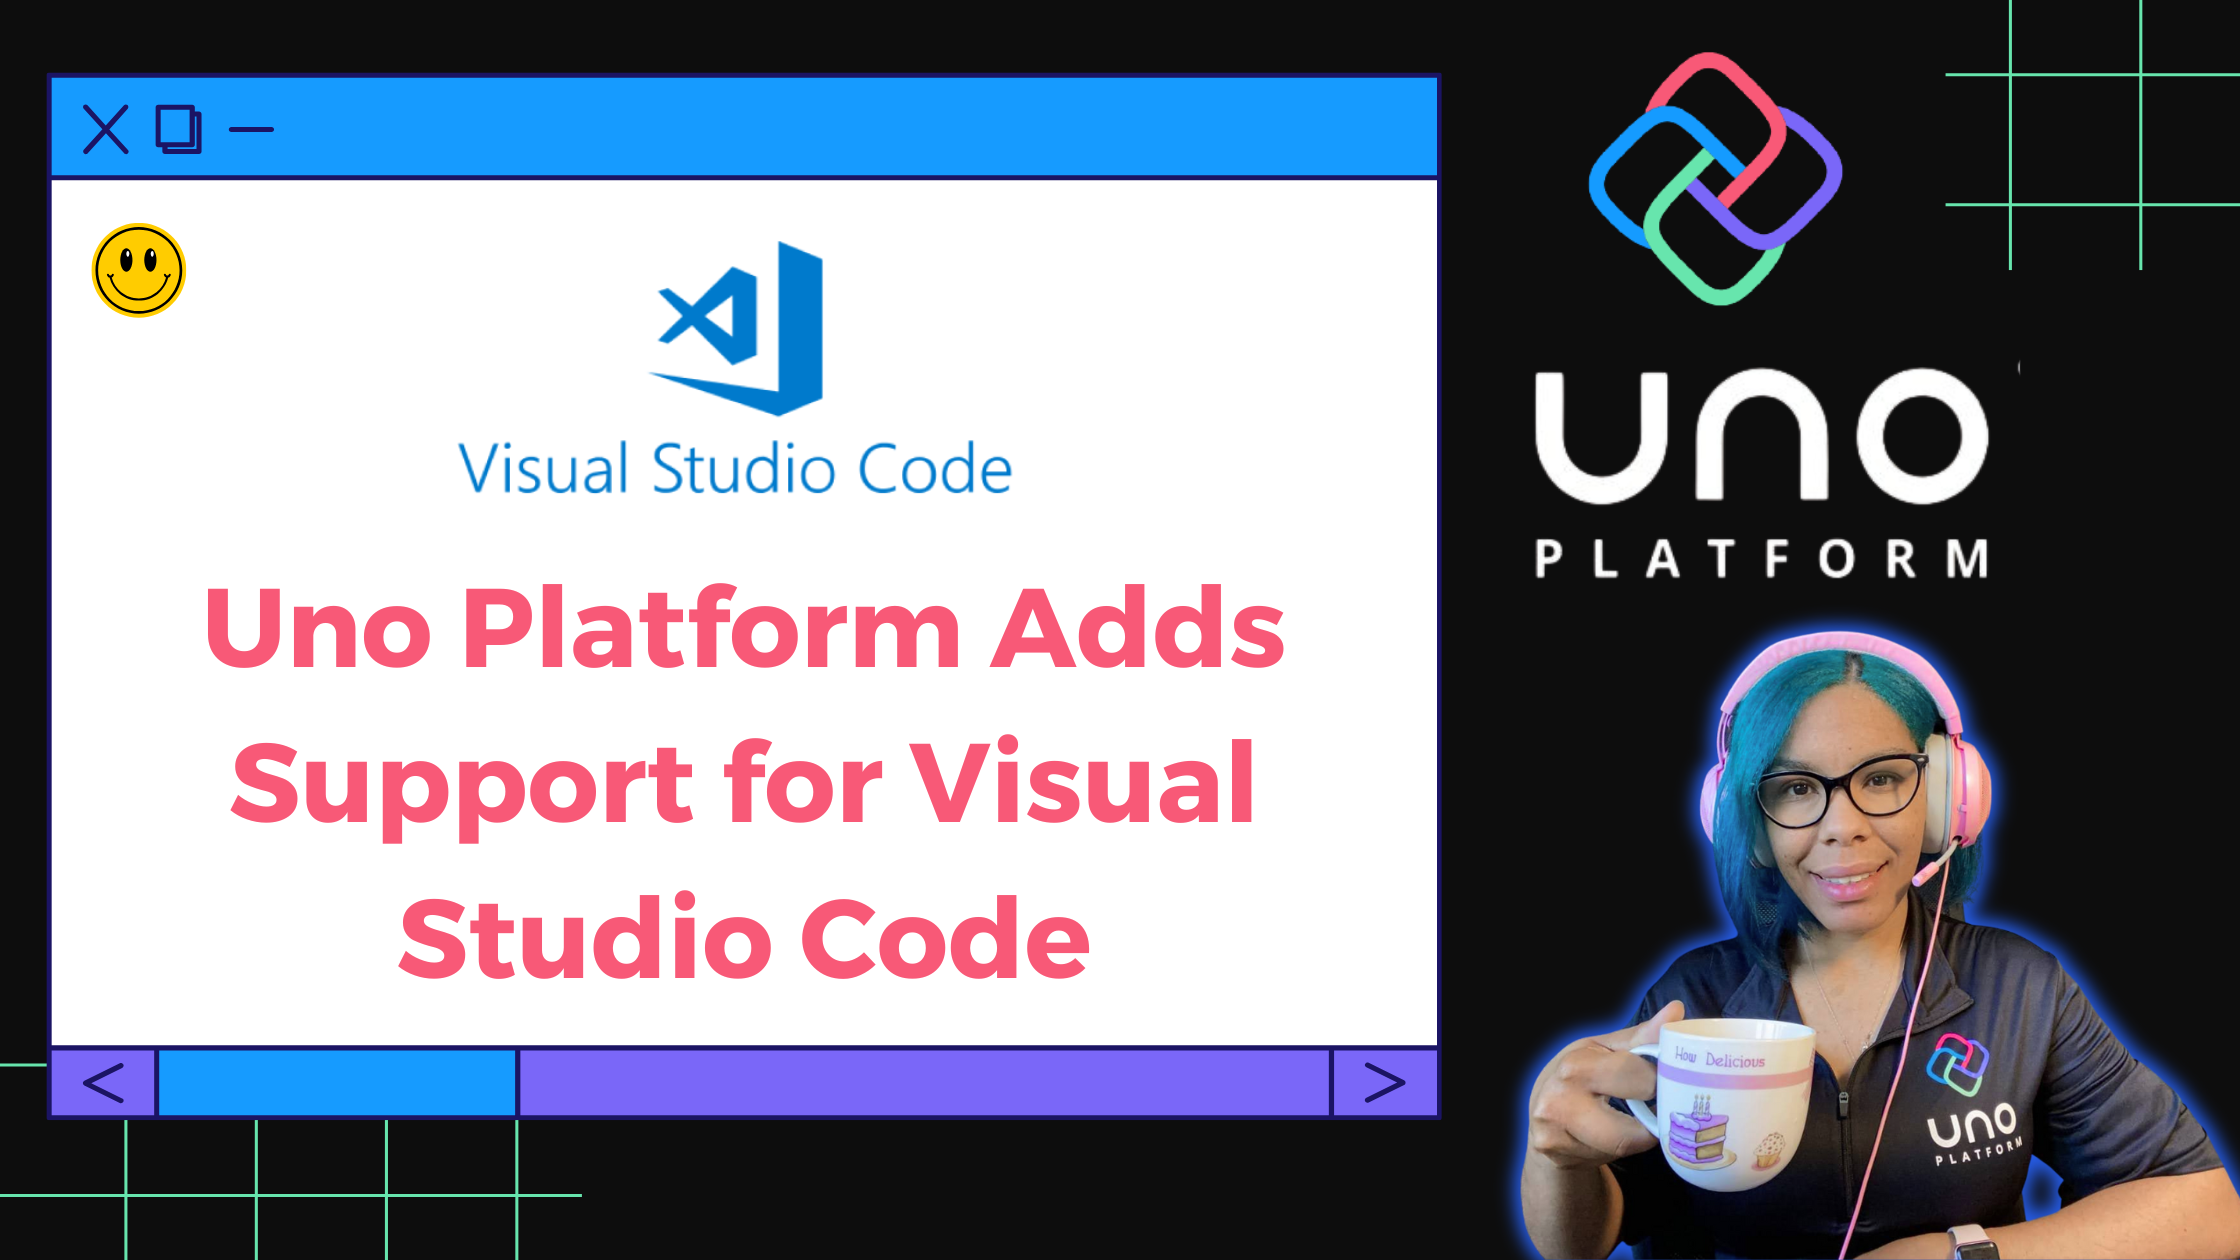 Visual Studio Code
Uno Platform Adds
Support for Visual
Studio Code
uno
PLATFORM
How Delicious
uno
PLATFORM